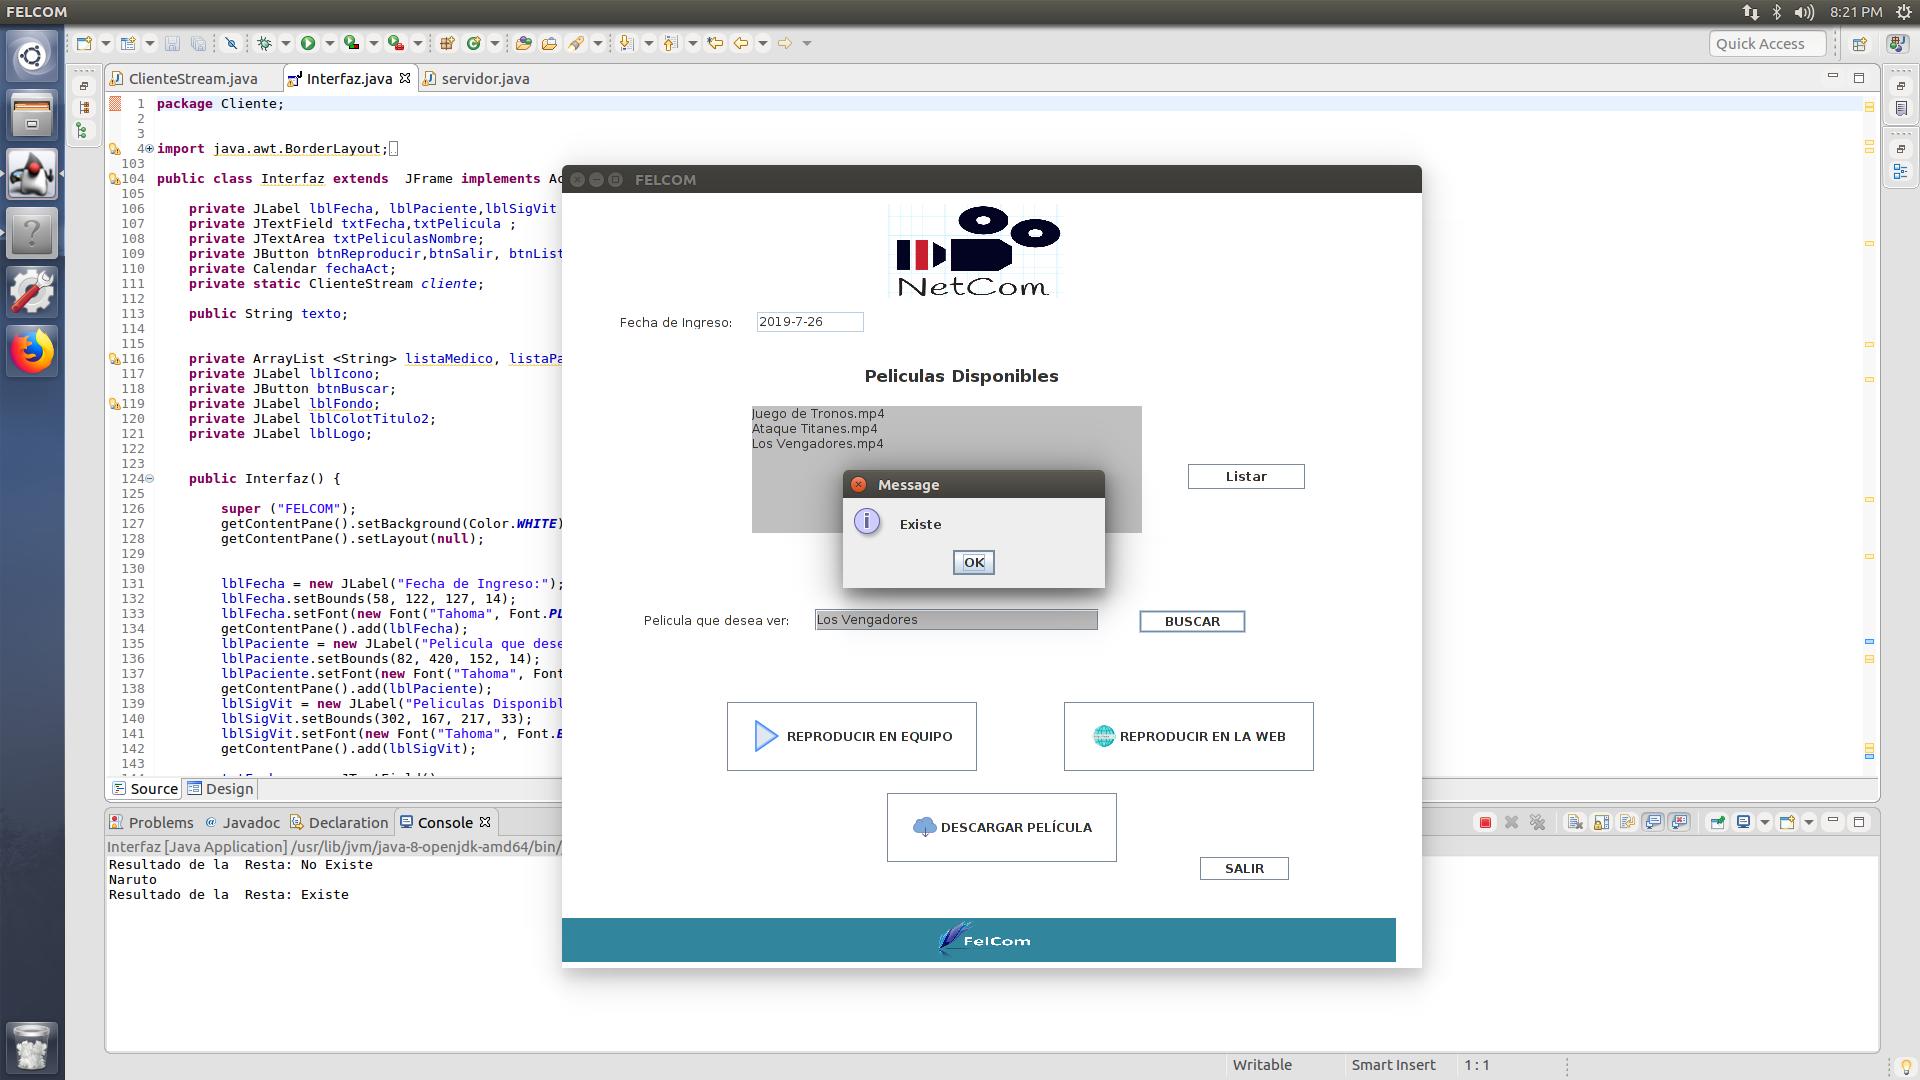 FELCOM
8:21 PM
Quick Access
ClienteStream.java
Interfaz.java
servidor.java
1 package Cliente;
2
3
4 import java.awt.BorderLayout;
103
104 public class Interfaz extends  JFrame implements Ac
105
106 private JLabel lblFecha, lblPaciente,lblSigVit
107 private JTextField txtFecha,txtPelicula ;
108 private JTextArea txtPeliculasNombre;
109 private JButton btnReproducir,btnSalir, btnList
110 private Calendar fechaAct;
111 private static ClienteStream cliente;
112
113 public String texto;
114
116 private ArrayList <String> listaMedico, listaPa
117 private JLabel lblIcono;
118 private JButton btnBuscar;
119 private JLabel lblFondo;
120 private JLabel lblColotTitulo2;
121 private JLabel lblLogo;
122
123
124 public Interfaz() {
125
126 super ("FELCOM");
127 getContentPane().setBackground(Color.WHITE)
128 getContentPane().setLayout(null);
129
130
131 lblFecha = new JLabel("Fecha de Ingreso:");
132 lblFecha.setBounds(58, 122, 127, 14);
133 lblFecha.setFont(new Font("Tahoma", Font.PL
134 getContentPane().add(lblFecha);
135 lblPaciente = new JLabel("Pelicula que dese
136 lblPaciente.setBounds(82, 420, 152, 14);
137 lblPaciente.setFont(new Font("Tahoma", Font
138 getContentPane().add(lblPaciente);
139 lblSigVit = new JLabel("Peliculas Disponibl
140 lblSigVit.setBounds(302, 167, 217, 33);
141 lblSigVit.setFont(new Font("Tahoma", Font.B
142 getContentPane().add(lblSigVit);
143
Source
Design
Problems
Javadoc
Declaration
Console
Interfaz [Java Application] /usr/lib/jvm/java-8-openjdk-amd64/bin/
Resultado de la  Resta: No Existe
Naruto
Resultado de la  Resta: Existe
Writable
Smart Insert
1 : 1
FELCOM
NetCom
Fecha de Ingreso:
2019-7-26
Peliculas Disponibles
Juego de Tronos.mp4
Ataque Titanes.mp4
Los Vengadores.mp4
Listar
Message
Existe
OK
Pelicula que desea ver:
Los Vengadores
BUSCAR
REPRODUCIR EN EQUIPO
REPRODUCIR EN LA WEB
DESCARGAR PELÍCULA
SALIR
FelCom